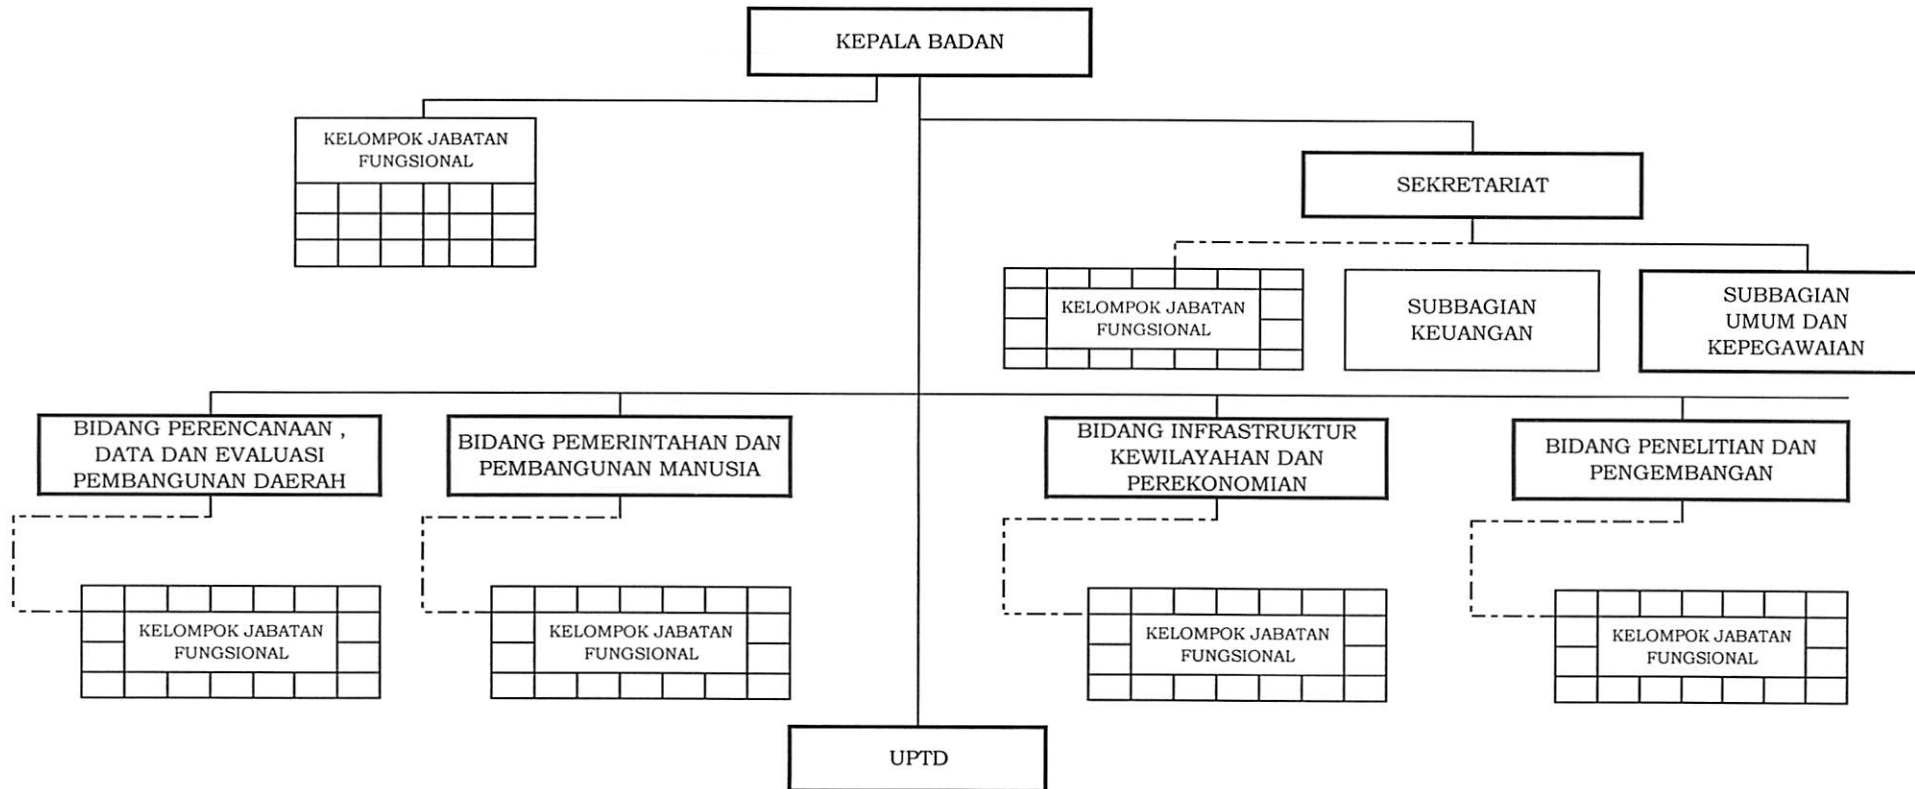 KEPALA BADAN
KELOMPOK JABATAN
FUNGSIONAL
SEKRETARIAT
KELOMPOK JABATAN
FUNGSIONAL
SUBBAGIAN
KEUANGAN
SUBBAGIAN
UMUM DAN
KEPEGAWAIAN
BIDANG PERENCANAAN ,
DATA DAN EVALUASI
PEMBANGUNAN DAERAH
BIDANG PEMERINTAHAN DAN
PEMBANGUNAN MANUSIA
BIDANG INFRASTRUKTUR
KEWILAYAHAN DAN
PEREKONOMIAN
BIDANG PENELITIAN DAN
PENGEMBANGAN
KELOMPOK JABATAN
FUNGSIONAL
KELOMPOK JABATAN
FUNGSIONAL
KELOMPOK JABATAN
FUNGSIONAL
KELOMPOK JABATAN
FUNGSIONAL
UPTD